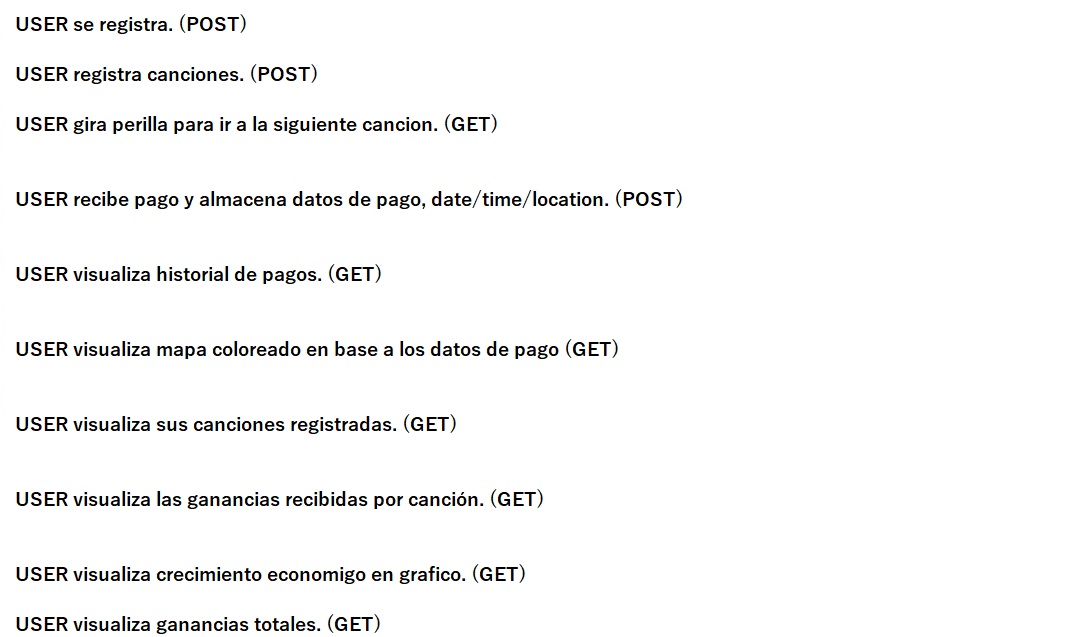 USER se registra. (POST)
USER registra canciones. (POST)
USER gira perilla para ir a la siguiente cancion. (GET)
USER recibe pago y almacena datos de pago, date/time/location. (POST)
USER visualiza historial de pagos. (GET)
USER visualiza mapa coloreado en base a los datos de pago (GET)
USER visualiza sus canciones registradas. (GET)
USER visualiza las ganancias recibidas por canción. (GET)
USER visualiza crecimiento economigo en grafico. (GET)
USER visualiza ganancias totales. (GET)